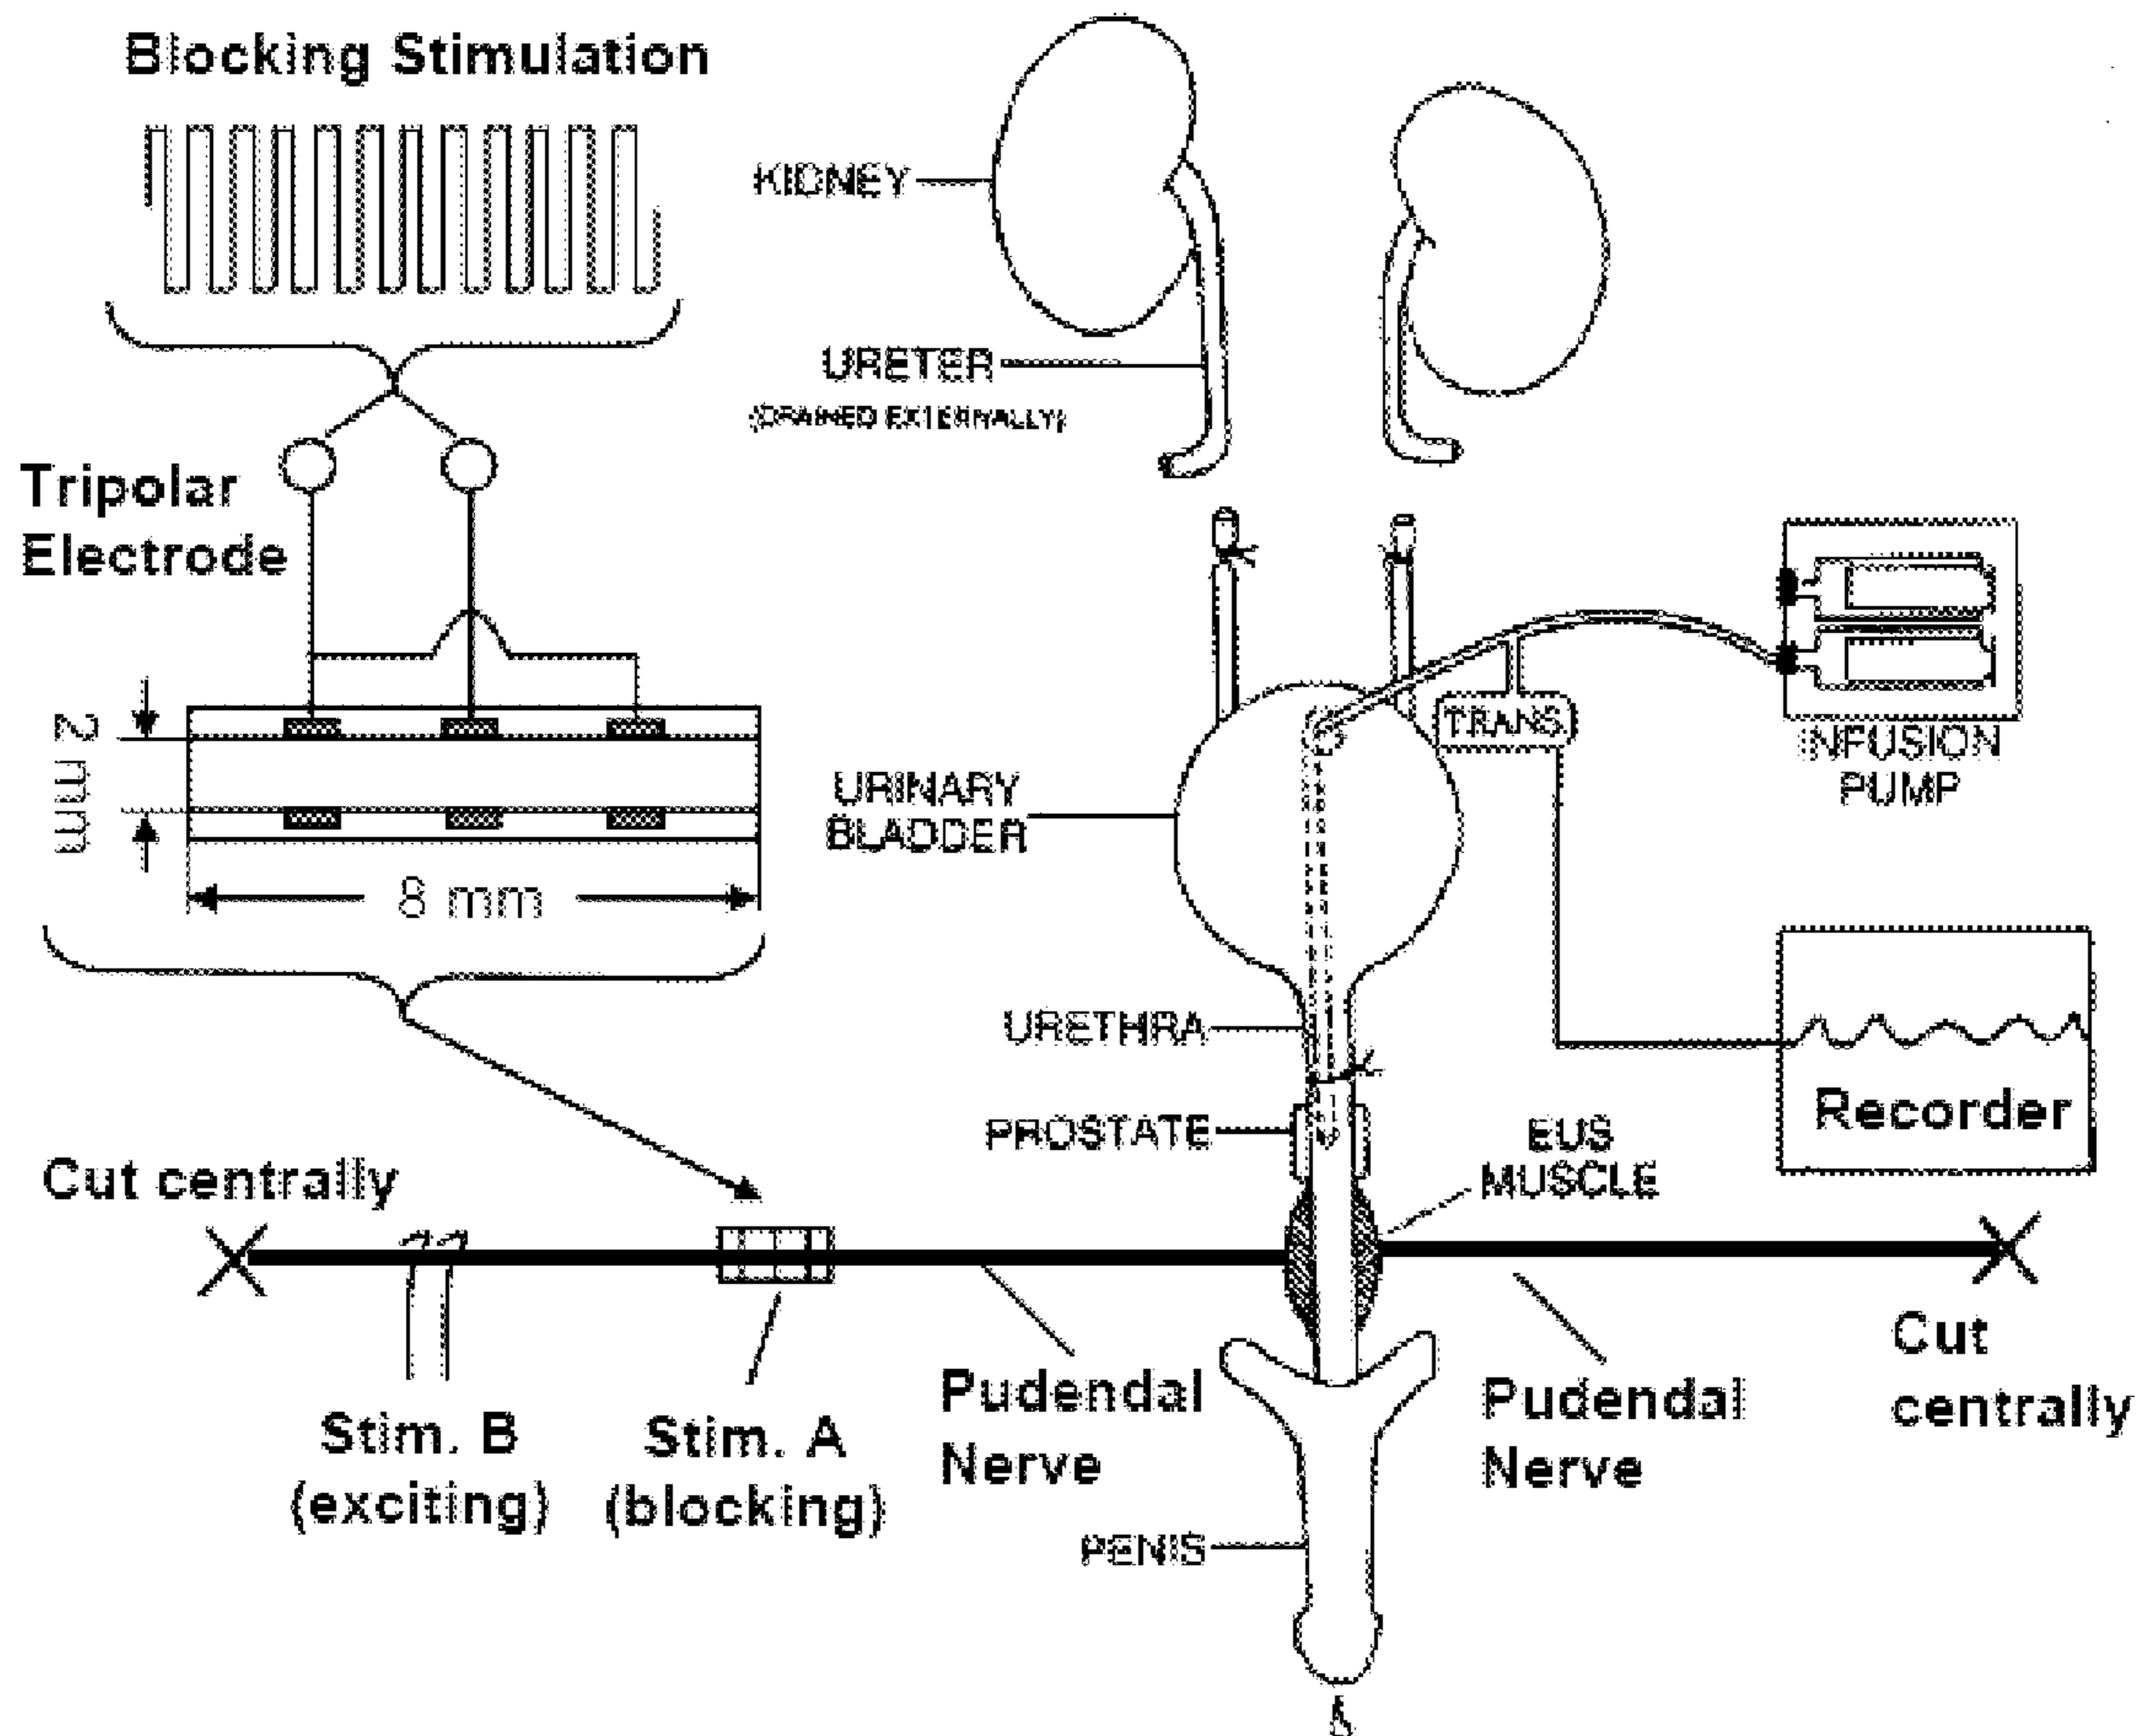 Blocking Stimulation
KIDNEY
URETER
(DRAINED EXTERNALLY)
Tripolar
Electrode
2 mm
8 mm
TRANS.
INFUSION
PUMP
URINARY
BLADDER
URETHRA
PROSTATE
EUS
MUSCLE
Recorder
Cut centrally
Stim. B
(exciting)
Stim. A
(blocking)
Pudendal
Nerve
Pudendal
Nerve
Cut
centrally
PENIS